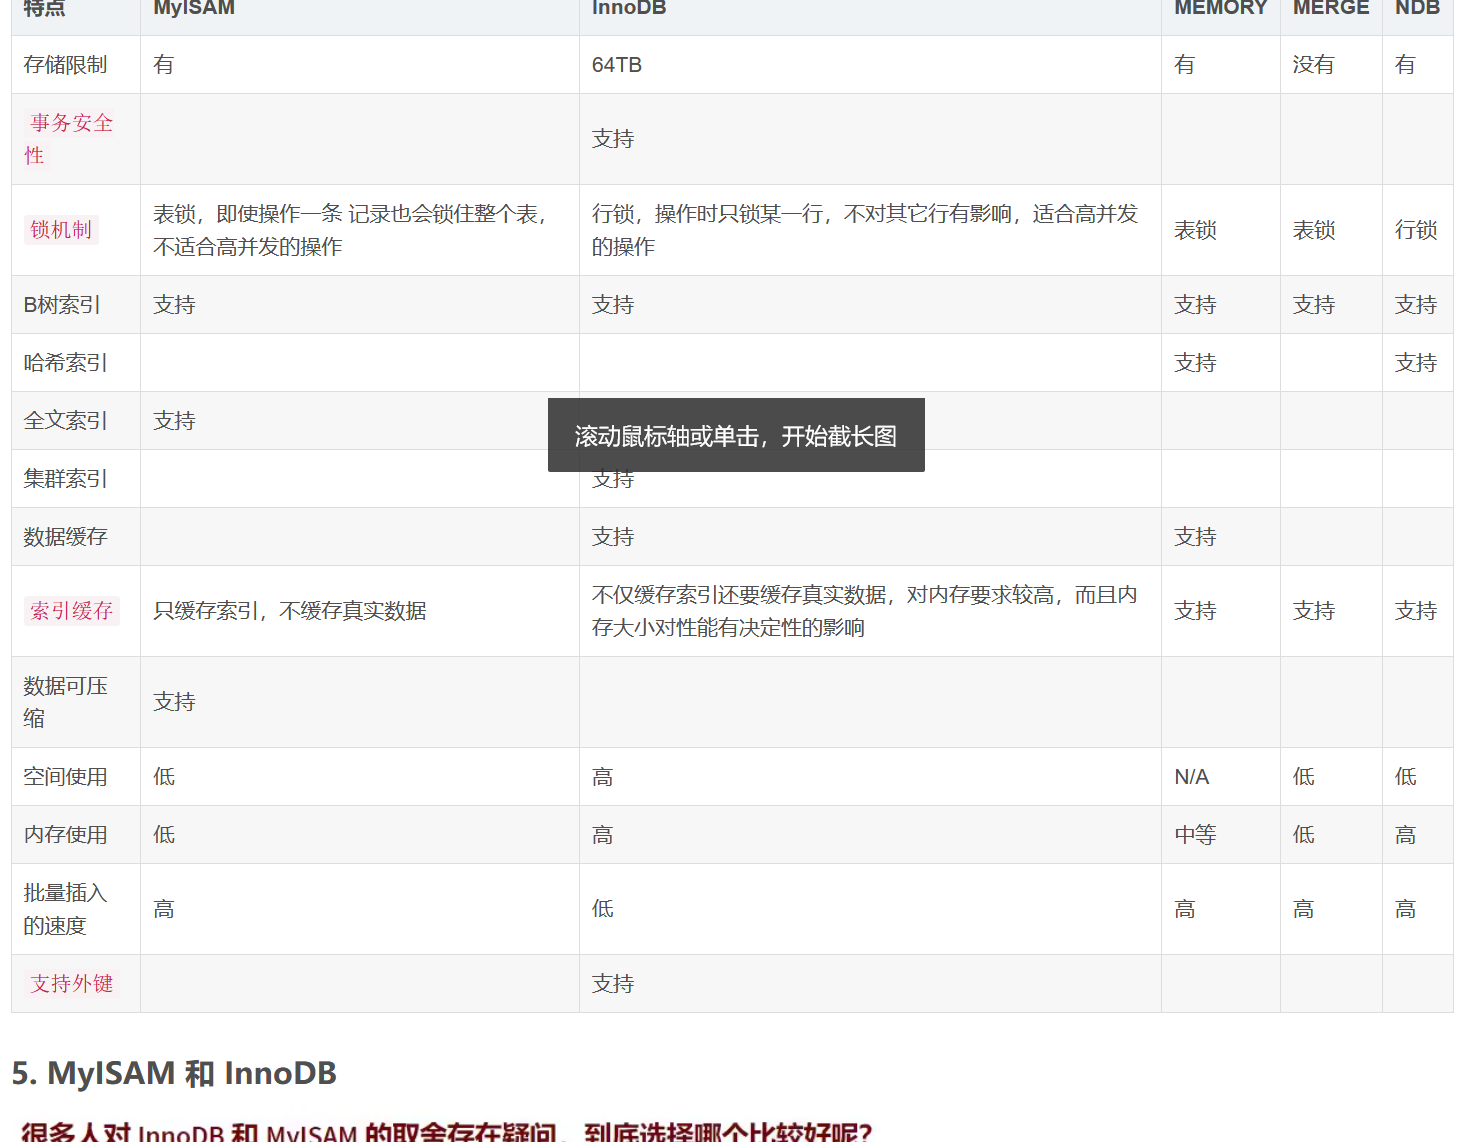 特点 MyISAM InnoDB MEMORY MERGE NDB
存储限制 有 64TB 有 没有 有
事务安全
性
支持
锁机制
表锁，即使操作一条 记录也会锁住整个表，
不适合高并发的操作
行锁，操作时只锁某一行，不对其它行有影响，适合高并发
的操作
表锁 表锁 行锁
B树索引 支持 支持 支持 支持 支持
哈希索引 支持 支持
全文索引 支持
滚动鼠标轴或单击，开始截长图
集群索引 支持
数据缓存 支持 支持
索引缓存 只缓存索引，不缓存真实数据
不仅缓存索引还要缓存真实数据，对内存要求较高，而且内
存大小对性能有决定性的影响
支持 支持 支持
数据可压
缩
支持
空间使用 低 高 N/A 低 低
内存使用 低 高 中等 低 高
批量插入
的速度
高 低 高 高 高
支持外键 支持
5. MyISAM 和 InnoDB
很多人对 InnoDB 和 MyISAM 的取舍存在疑问，到底选择哪个比较好呢？